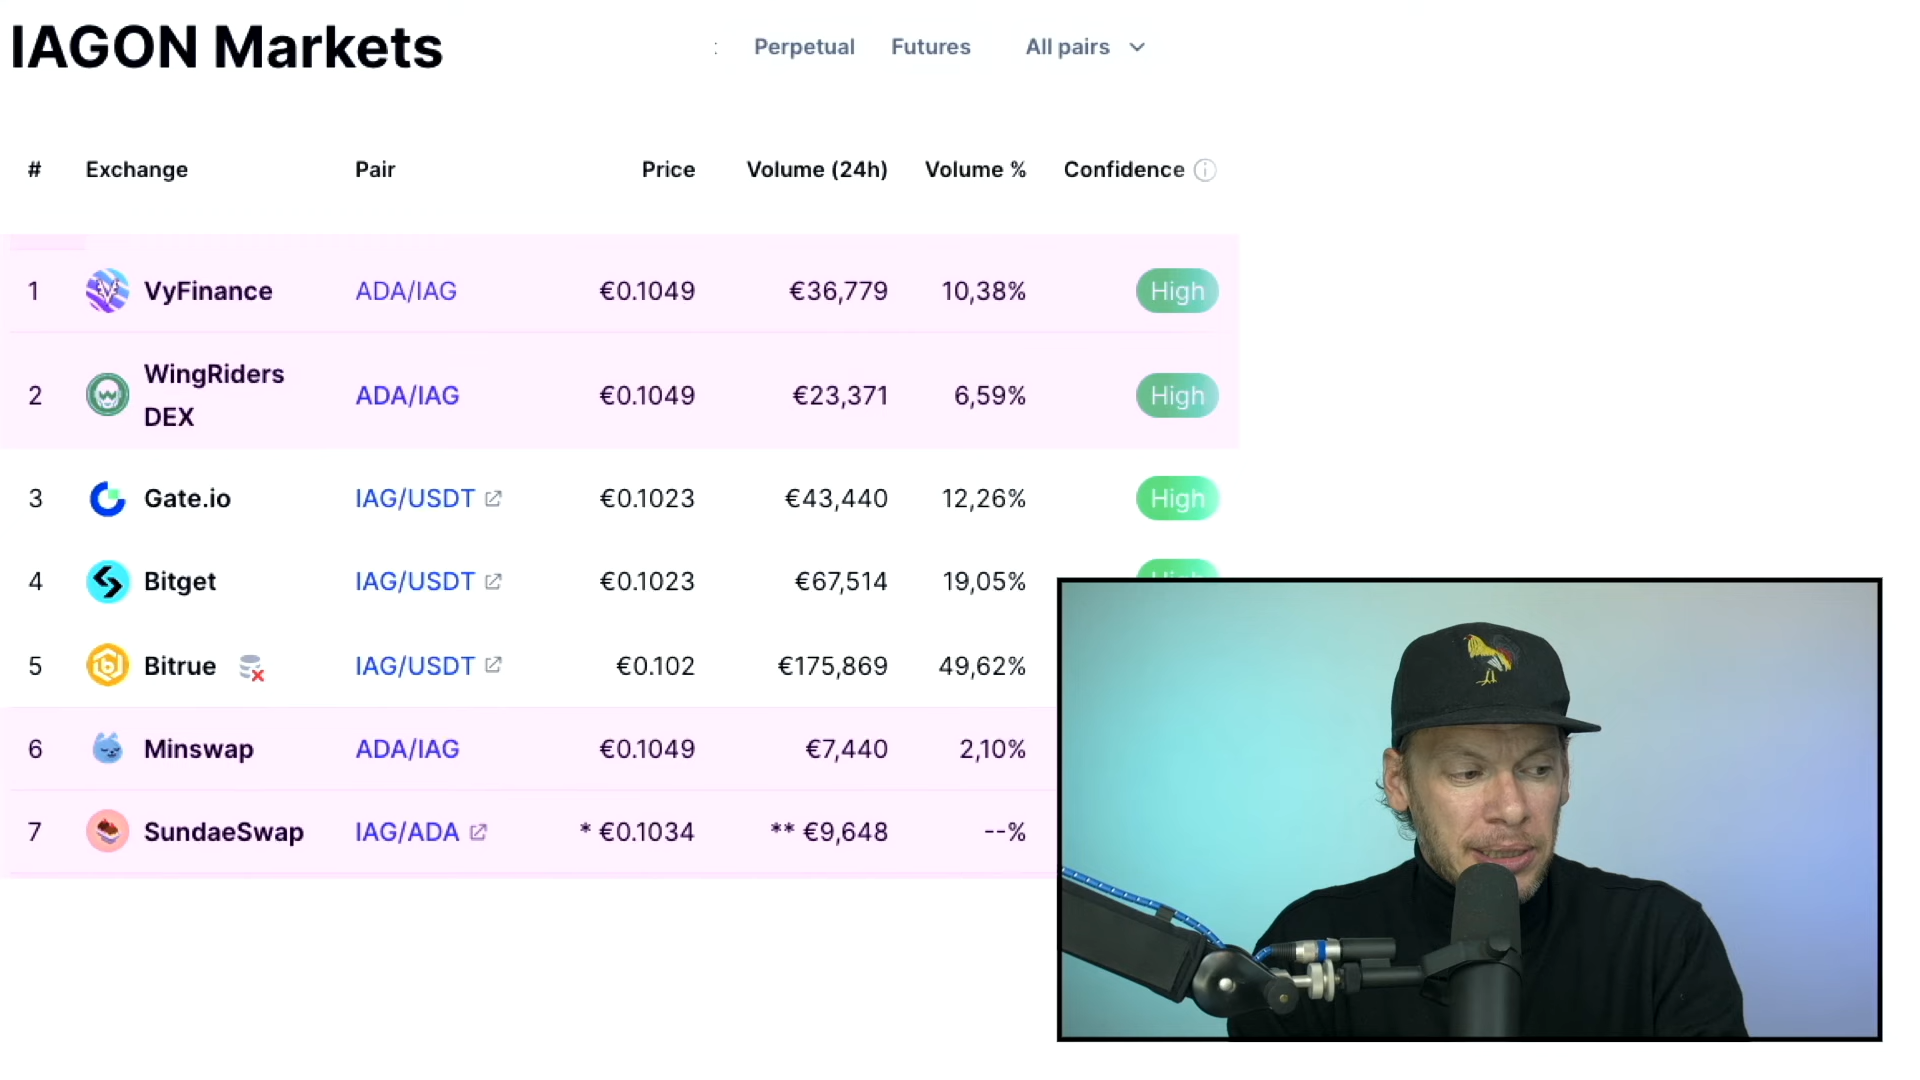 IAGON Markets
Perpetual Futures All pairs
# Exchange Pair Price Volume (24h) Volume % Confidence
1 VyFinance ADA/IAG €0.1049 €36,779 10,38% High
2 WingRiders DEX ADA/IAG €0.1049 €23,371 6,59% High
3 Gate.io IAG/USDT €0.1023 €43,440 12,26% High
4 Bitget IAG/USDT €0.1023 €67,514 19,05%
5 Bitrue IAG/USDT €0.102 €175,869 49,62%
6 Minswap ADA/IAG €0.1049 €7,440 2,10%
7 SundaeSwap IAG/ADA * €0.1034 ** €9,648 --%